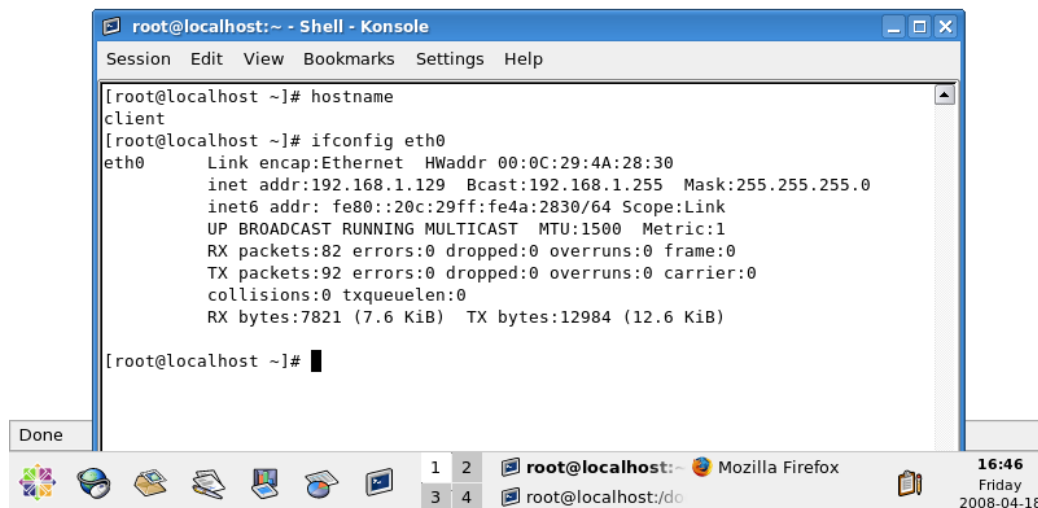 root@localhost:~ - Shell - Konsole
Session Edit View Bookmarks Settings Help
[root@localhost ~]# hostname
client
[root@localhost ~]# ifconfig eth0
eth0      Link encap:Ethernet  HWaddr 00:0C:29:4A:28:30
          inet addr:192.168.1.129  Bcast:192.168.1.255  Mask:255.255.255.0
          inet6 addr: fe80::20c:29ff:fe4a:2830/64 Scope:Link
          UP BROADCAST RUNNING MULTICAST  MTU:1500  Metric:1
          RX packets:82 errors:0 dropped:0 overruns:0 frame:0
          TX packets:92 errors:0 dropped:0 overruns:0 carrier:0
          collisions:0 txqueuelen:0
          RX bytes:7821 (7.6 KiB)  TX bytes:12984 (12.6 KiB)
[root@localhost ~]#
Done
1 2 root@localhost:~ Mozilla Firefox 16:46
Friday
3 4 root@localhost:/do
2008-04-18